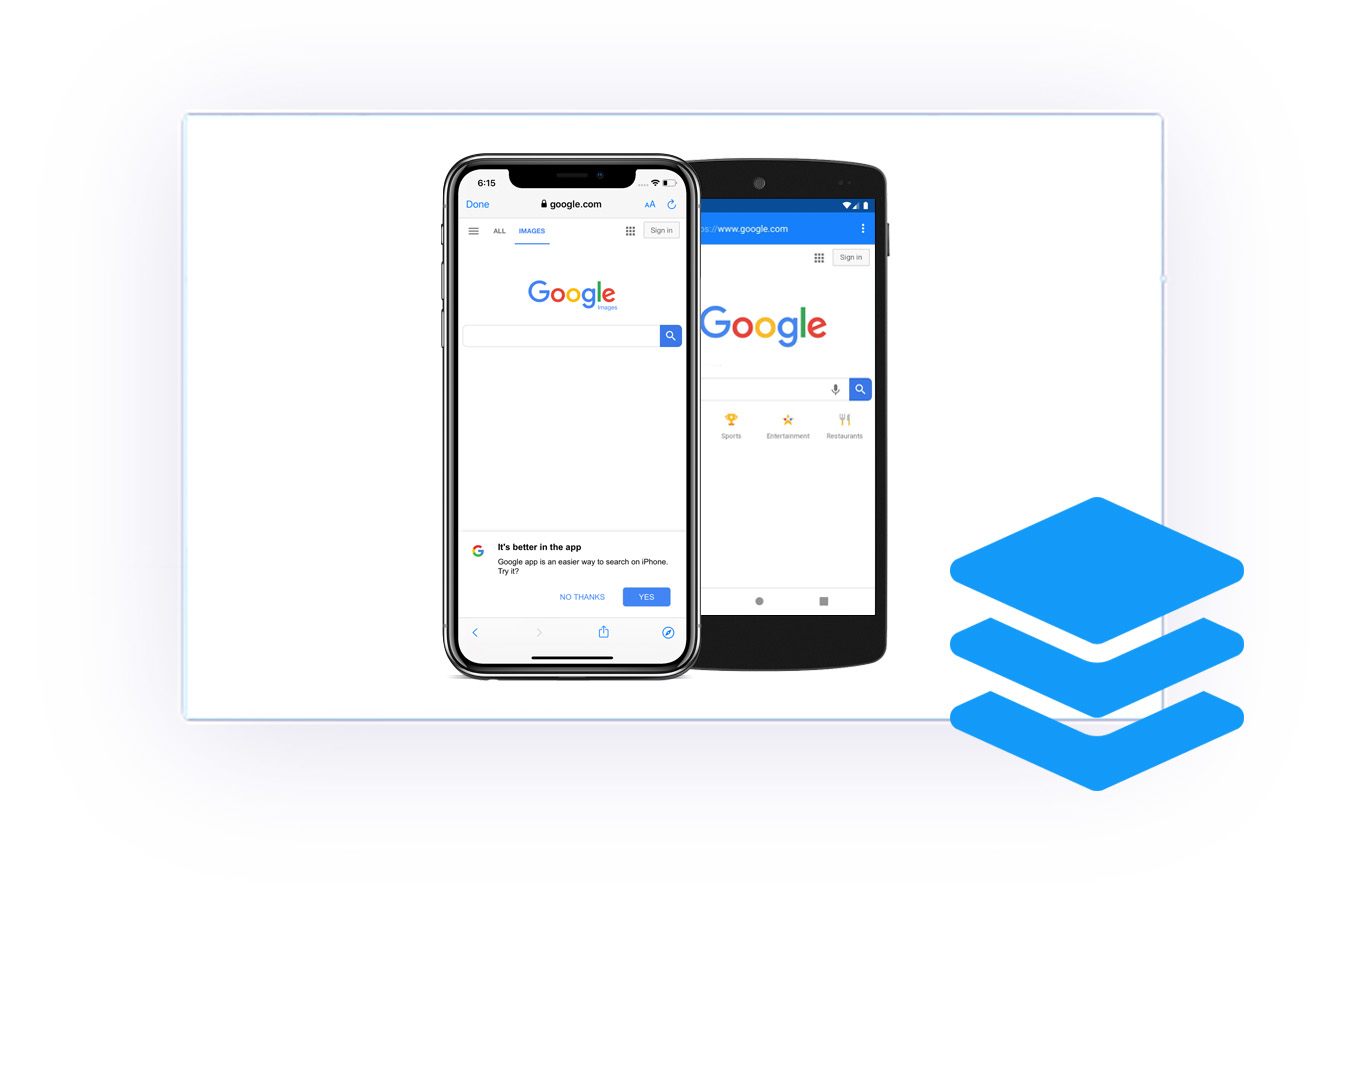 6:15
Done
google.com
AA
ALL
IMAGES
Sign in
Google
Images
It's better in the app
Google app is an easier way to search on iPhone.
Try it?
NO THANKS
YES
ps://www.google.com
Sign in
Google
Sports
Entertainment
Restaurants